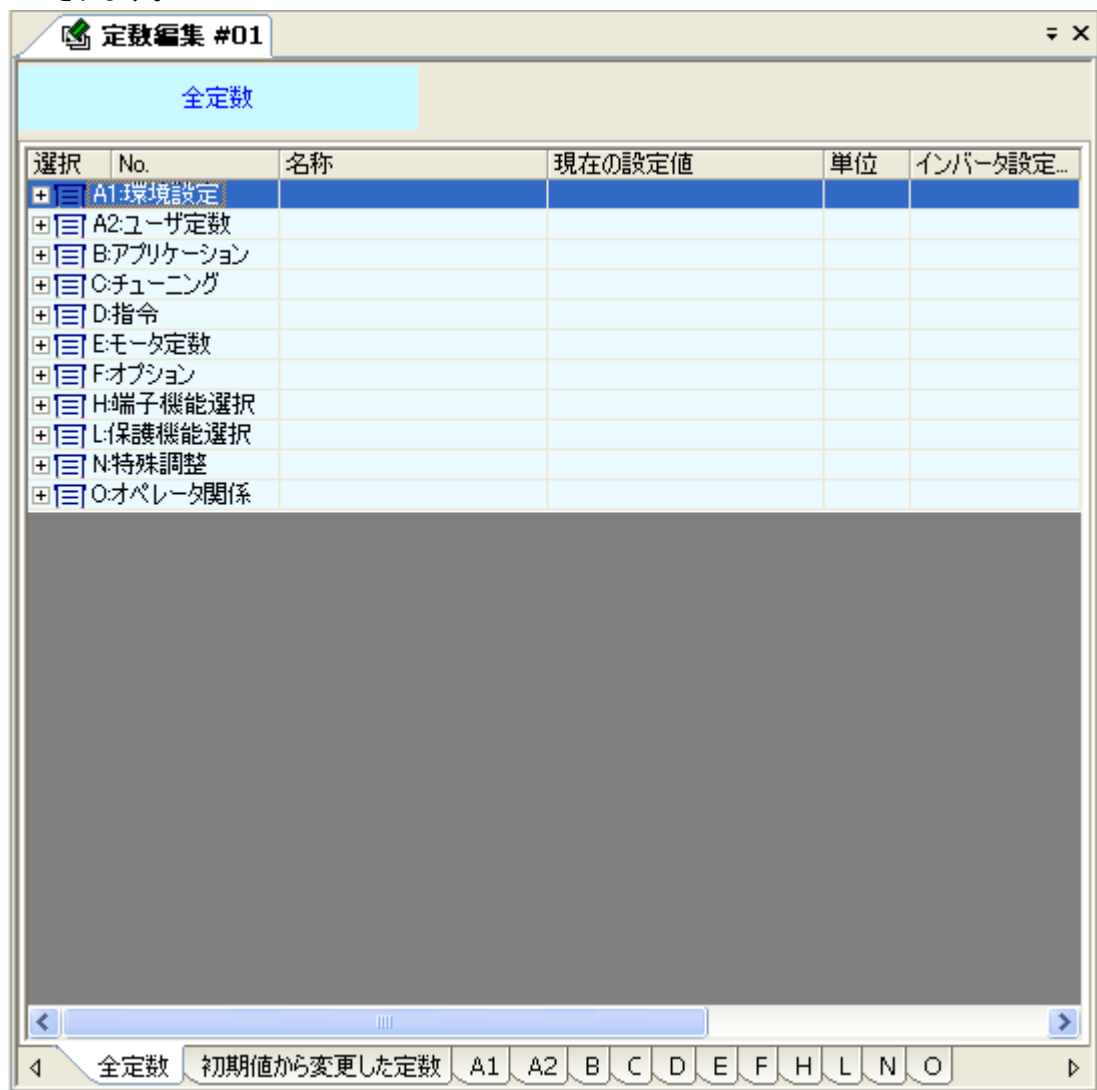 定数編集 #01
全定数
選択 No. 名称 現在の設定値 単位 インバータ設定...
A1:環境設定
A2:ユーザ定数
B:アプリケーション
C:チューニング
D:指令
E:モータ定数
F:オプション
H:端子機能選択
L:保護機能選択
N:特殊調整
O:オペレータ関係
全定数 初期値から変更した定数 A1 A2 B C D E F H L N O